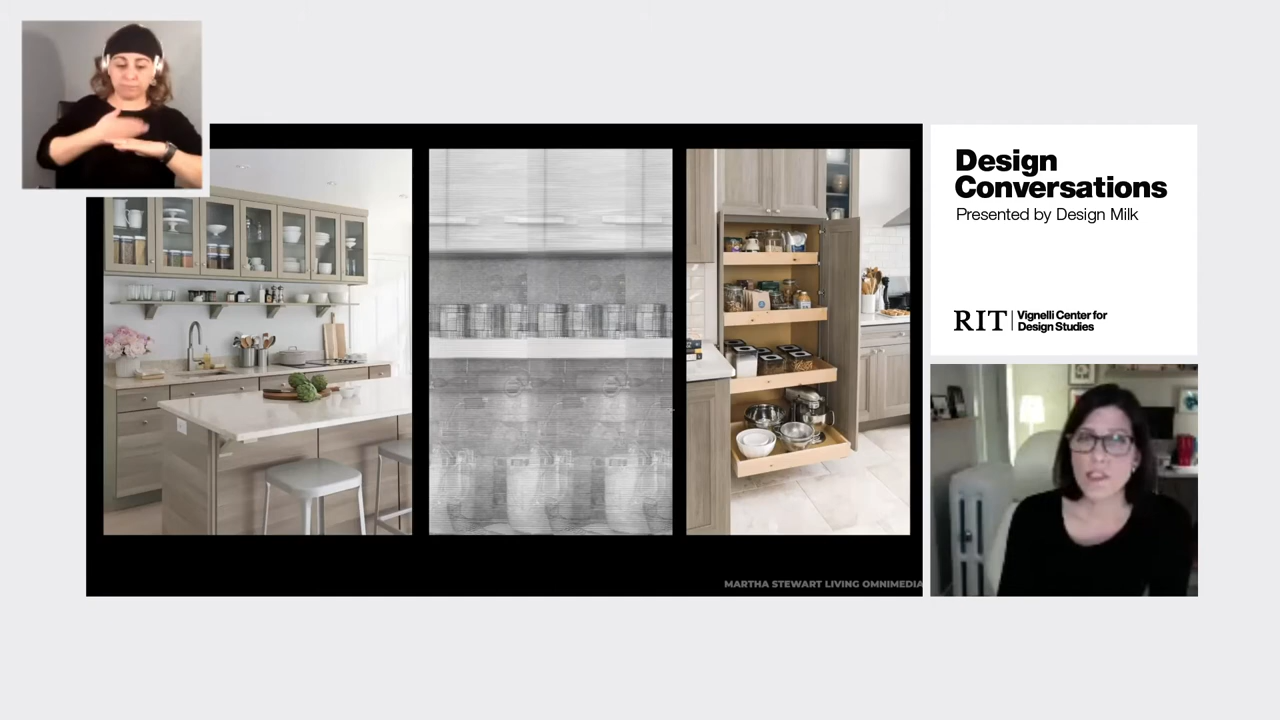 Design
Conversations
Presented by Design Milk
RIT
Vignelli Center for
Design Studies
MARTHA STEWART LIVING OMNIMEDIA